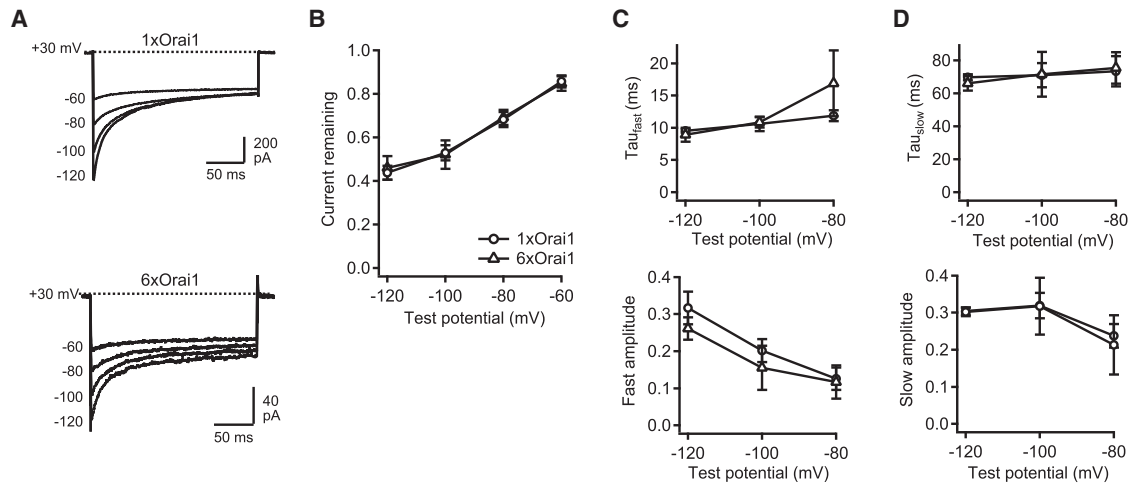 A
1xOrai1
+30 mV
-60
-80
-100
-120
200
pA
50 ms
6xOrai1
+30 mV
-60
-80
-100
-120
40
pA
50 ms
B
Current remaining
1.0
0.8
0.6
0.4
0.2
0.0
1xOrai1
6xOrai1
-120 -100 -80 -60
Test potential (mV)
C
Taufast (ms)
20
15
10
5
0
-120 -100 -80
Test potential (mV)
Fast amplitude
0.4
0.3
0.2
0.1
0.0
-120 -100 -80
Test potential (mV)
D
Tauslow (ms)
80
60
40
20
0
-120 -100 -80
Test potential (mV)
Slow amplitude
0.4
0.3
0.2
0.1
0.0
-120 -100 -80
Test potential (mV)